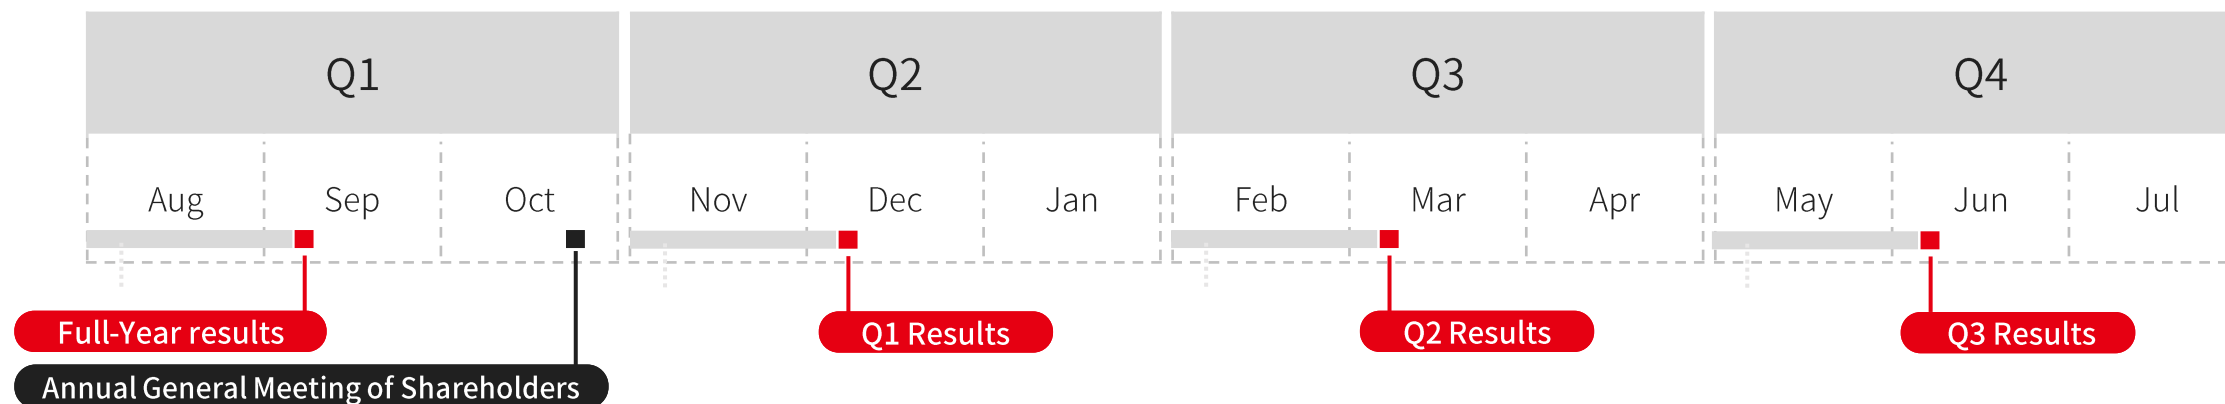 Q1 Q2 Q3 Q4
Aug Sep Oct Nov Dec Jan Feb Mar Apr May Jun Jul
Full-Year results Q1 Results Q2 Results Q3 Results
Annual General Meeting of Shareholders